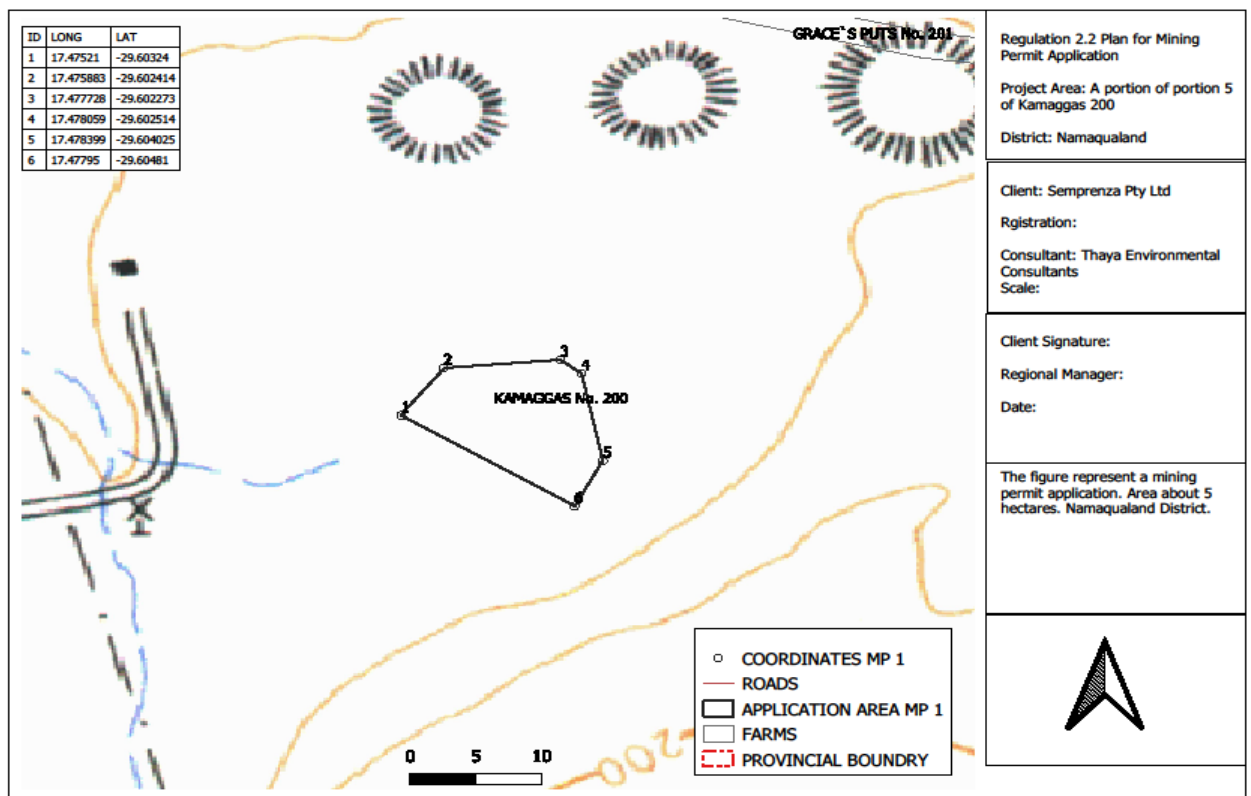 ID LONG LAT
1 17.47521 -29.60324
2 17.475883 -29.602414
3 17.477728 -29.602273
4 17.478059 -29.602514
5 17.478399 -29.604025
6 17.47795 -29.60481
GRACE`S PUTS No. 201
1
2
3
4
5
6
KAMAGGAS No. 200
200
0 5 10
COORDINATES MP 1
ROADS
APPLICATION AREA MP 1
FARMS
PROVINCIAL BOUNDRY
Regulation 2.2 Plan for Mining
Permit Application
Project Area: A portion of portion 5
of Kamaggas 200
District: Namaqualand
Client: Semprenza Pty Ltd
Rgistration:
Consultant: Thaya Environmental
Consultants
Scale:
Client Signature:
Regional Manager:
Date:
The figure represent a mining
permit application. Area about 5
hectares. Namaqualand District.